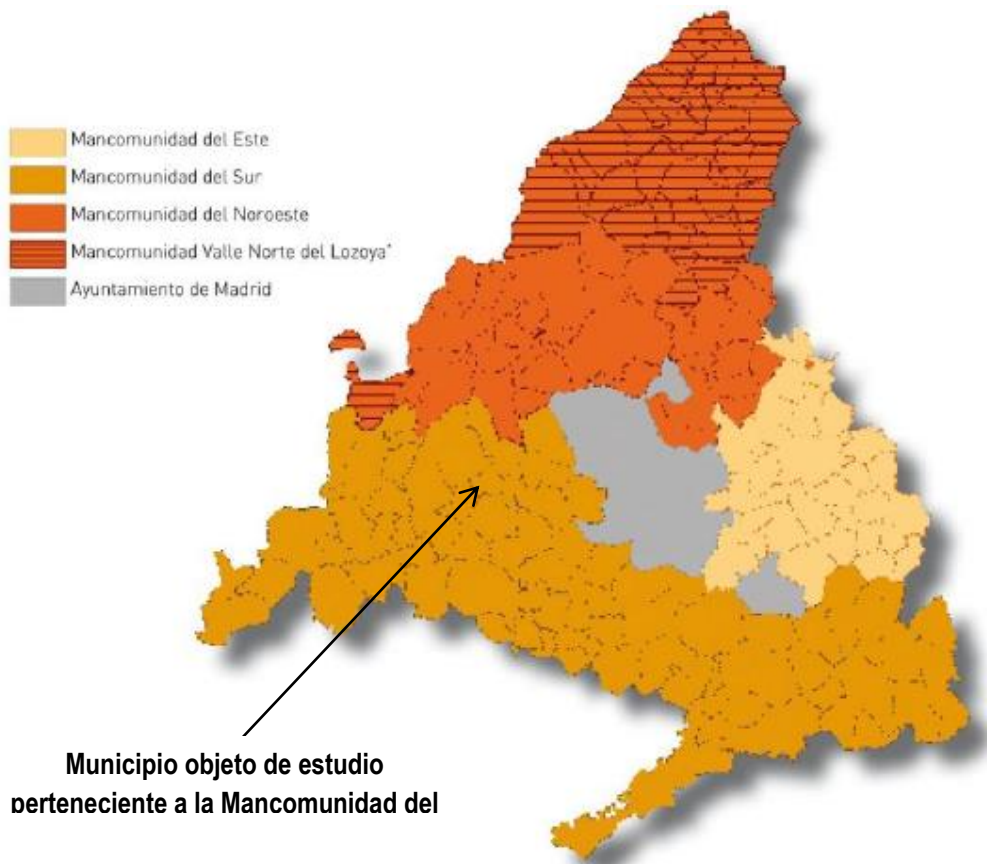 Mancomunidad del Este
Mancomunidad del Sur
Mancomunidad del Noroeste
Mancomunidad Valle Norte del Lozoya*
Ayuntamiento de Madrid
Municipio objeto de estudio
perteneciente a la Mancomunidad del